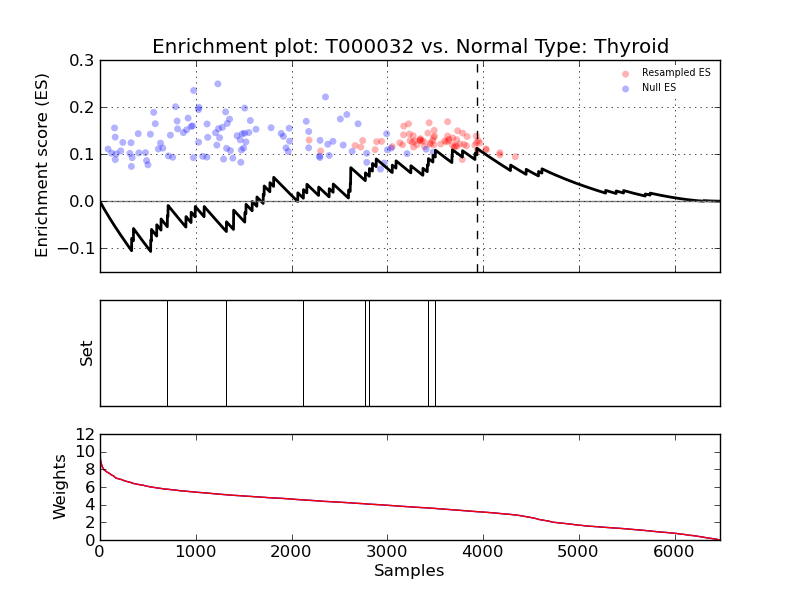 Enrichment plot: T000032 vs. Normal Type: Thyroid
Enrichment score (ES)
0.3
0.2
0.1
0.0
−0.1
Resampled ES
Null ES
Set
Weights
12
10
8
6
4
2
0
0 1000 2000 3000 4000 5000 6000
Samples